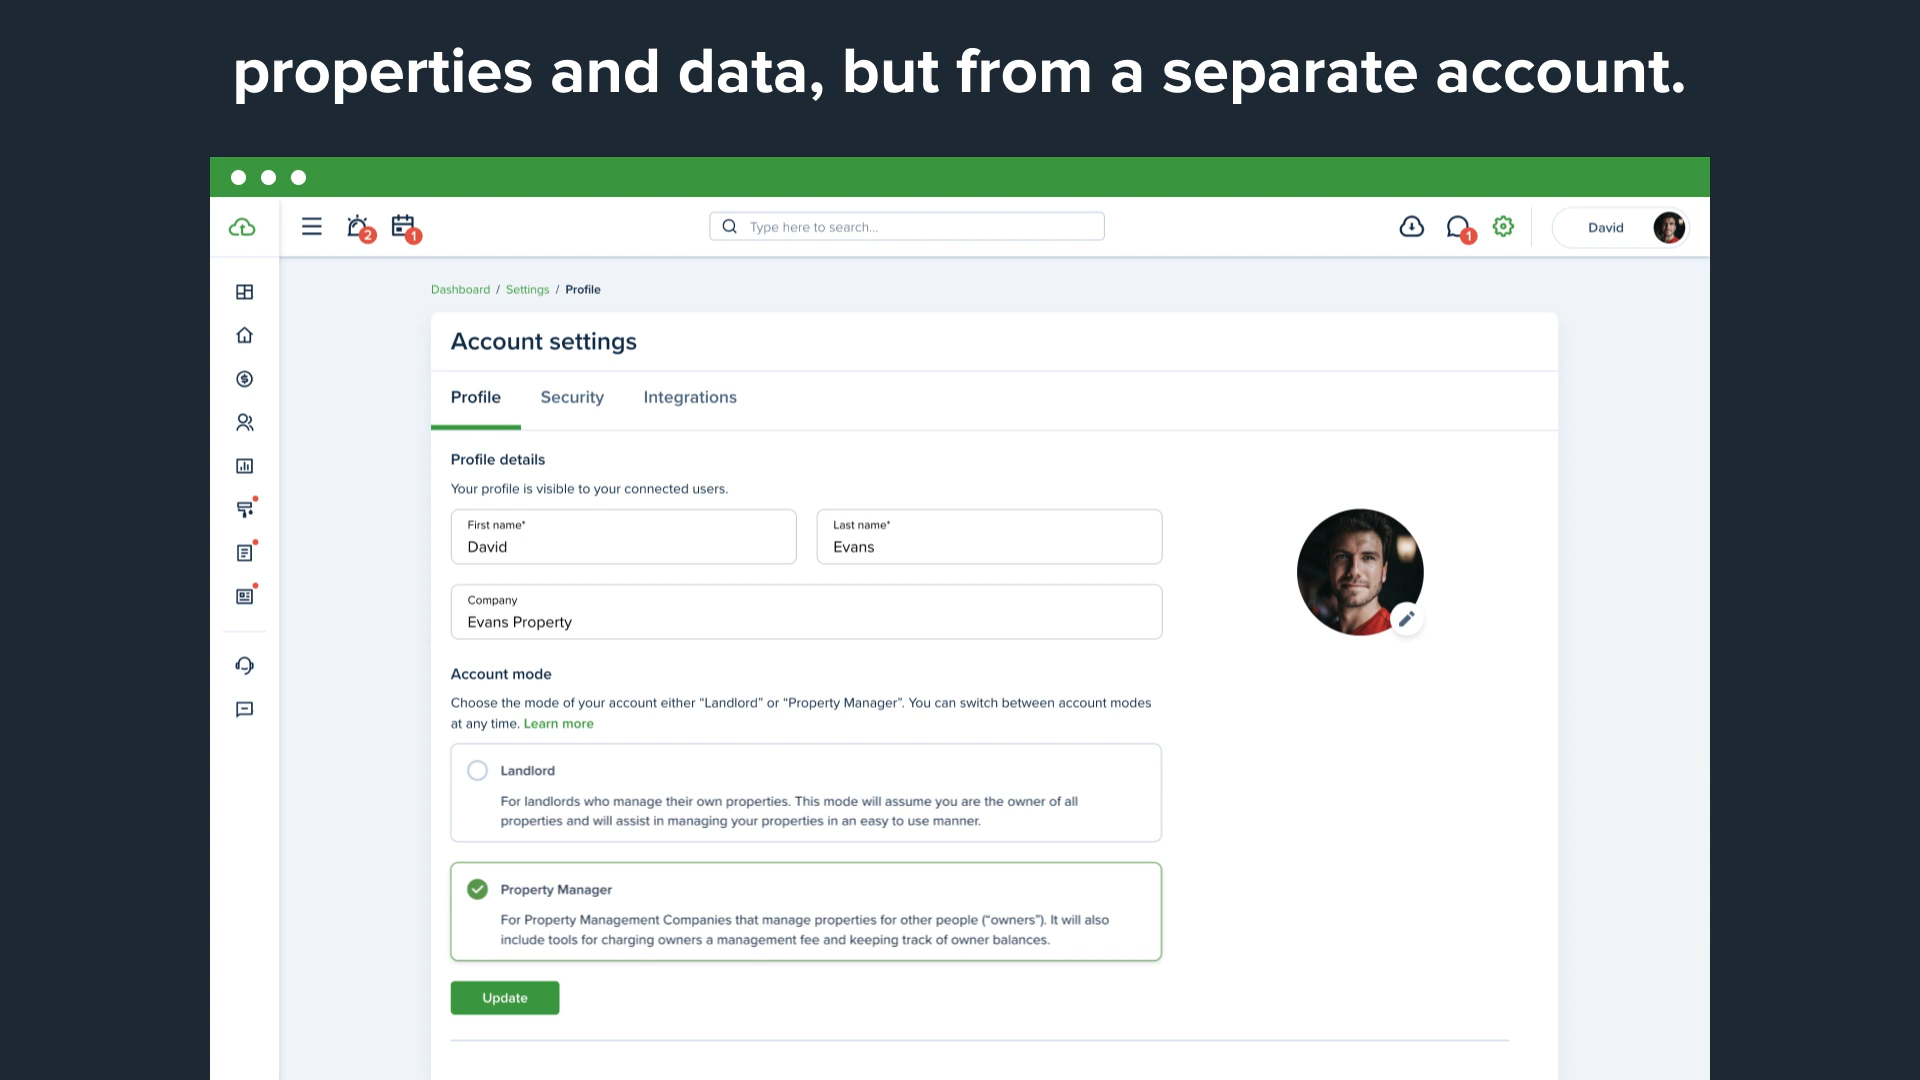 properties and data, but from a separate account.
2
1
Type here to search...
1
David
Dashboard / Settings / Profile
Account settings
Profile Security Integrations
Profile details
Your profile is visible to your connected users.
First name*
David
Last name*
Evans
Company
Evans Property
Account mode
Choose the mode of your account either “Landlord” or “Property Manager”. You can switch between account modes
at any time. Learn more
Landlord
For landlords who manage their own properties. This mode will assume you are the owner of all
properties and will assist in managing your properties in an easy to use manner.
Property Manager
For Property Management Companies that manage properties for other people (“owners”). It will also
include tools for charging owners a management fee and keeping track of owner balances.
Update